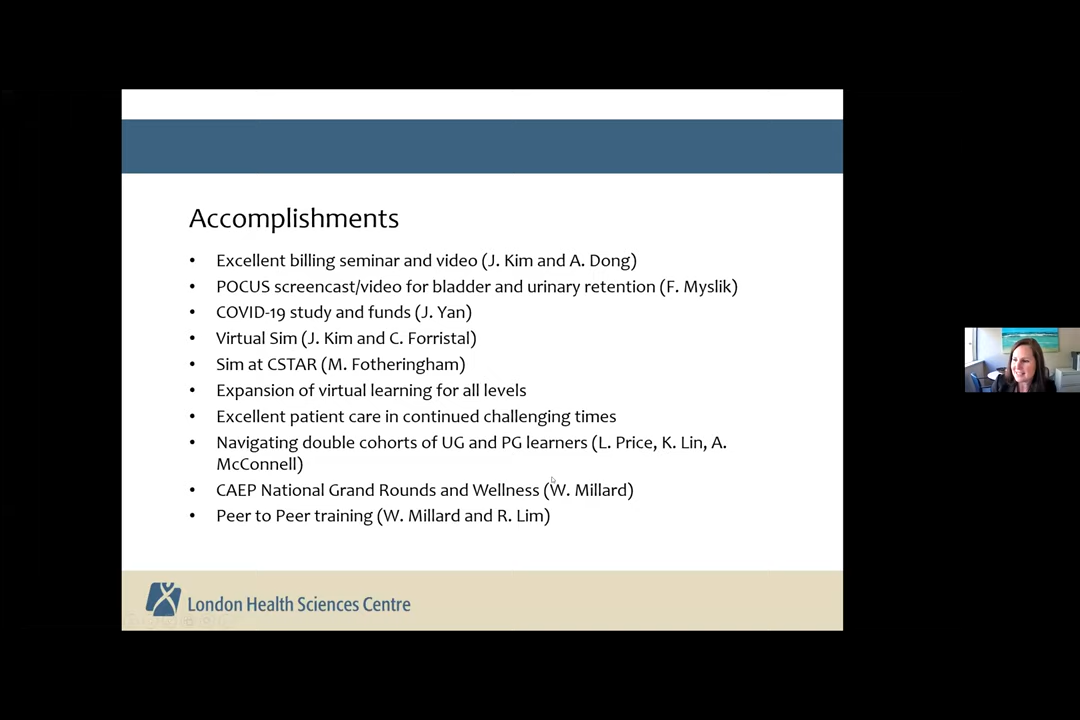 Accomplishments
• Excellent billing seminar and video (J. Kim and A. Dong)
• POCUS screencast/video for bladder and urinary retention (F. Myslik)
• COVID-19 study and funds (J. Yan)
• Virtual Sim (J. Kim and C. Forristal)
• Sim at CSTAR (M. Fotheringham)
• Expansion of virtual learning for all levels
• Excellent patient care in continued challenging times
• Navigating double cohorts of UG and PG learners (L. Price, K. Lin, A.
McConnell)
• CAEP National Grand Rounds and Wellness (W. Millard)
• Peer to Peer training (W. Millard and R. Lim)
London Health Sciences Centre